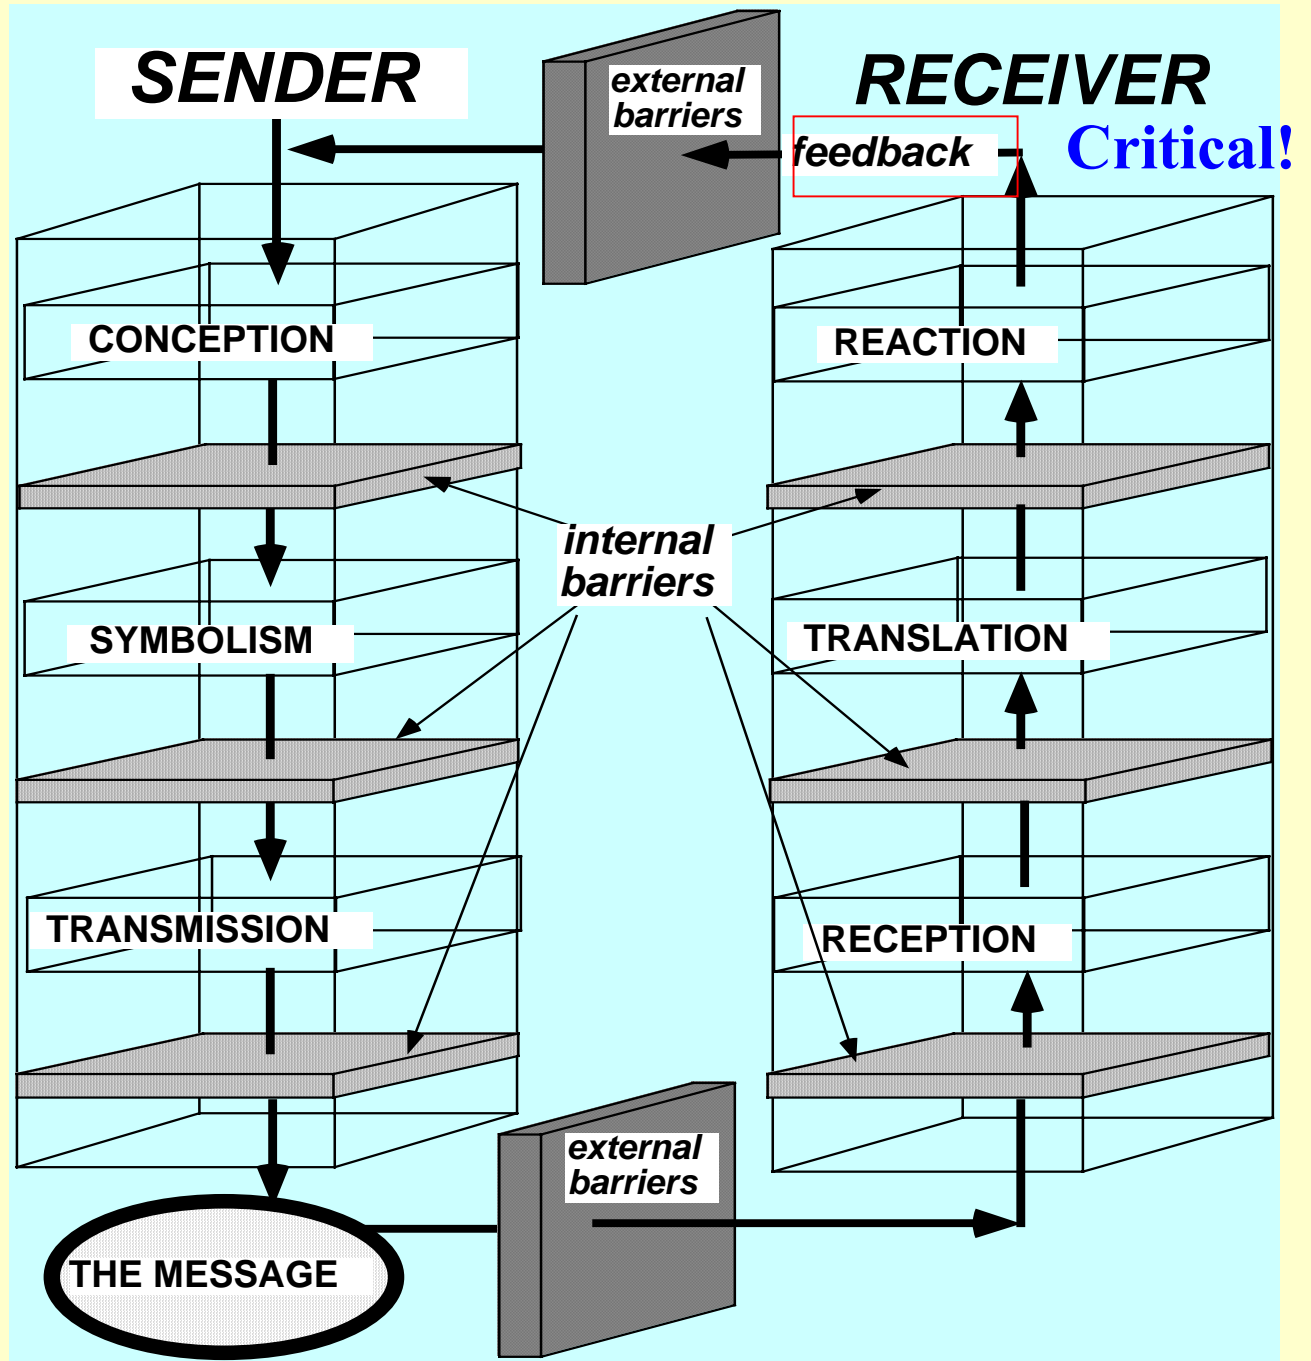 SENDER
external
barriers
RECEIVER
feedback
Critical!
CONCEPTION
REACTION
internal
barriers
SYMBOLISM
TRANSLATION
TRANSMISSION
RECEPTION
external
barriers
THE MESSAGE